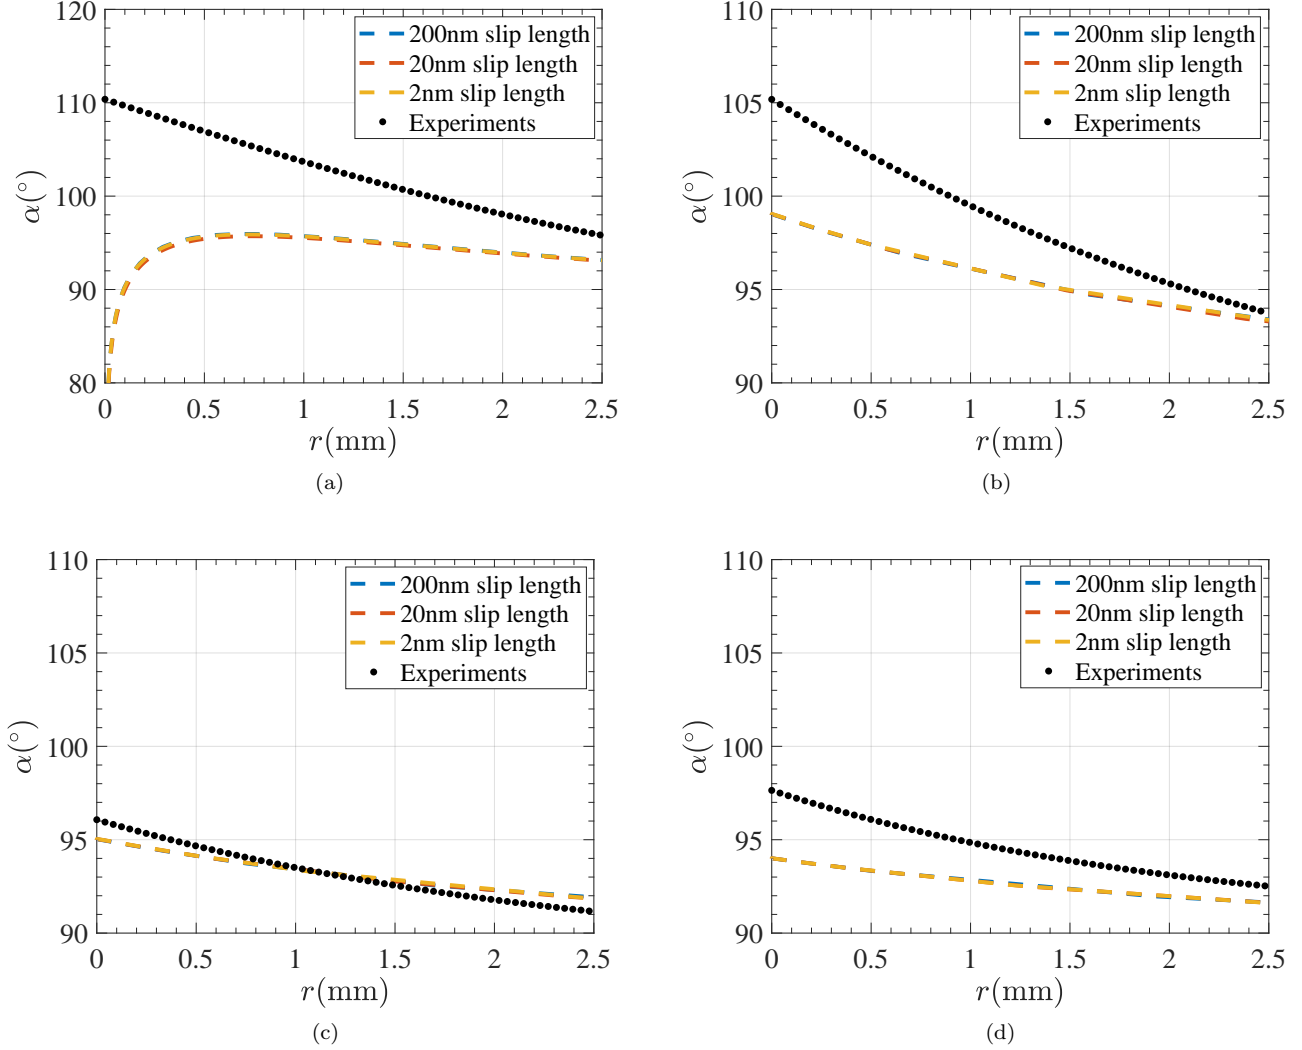 120
110
100
90
80
α(°)
200nm slip length
20nm slip length
2nm slip length
Experiments
0 0.5 1 1.5 2 2.5
r(mm)
(a)
110
105
100
95
90
α(°)
200nm slip length
20nm slip length
2nm slip length
Experiments
0 0.5 1 1.5 2 2.5
r(mm)
(b)
110
105
100
95
90
α(°)
200nm slip length
20nm slip length
2nm slip length
Experiments
0 0.5 1 1.5 2 2.5
r(mm)
(c)
110
105
100
95
90
α(°)
200nm slip length
20nm slip length
2nm slip length
Experiments
0 0.5 1 1.5 2 2.5
r(mm)
(d)